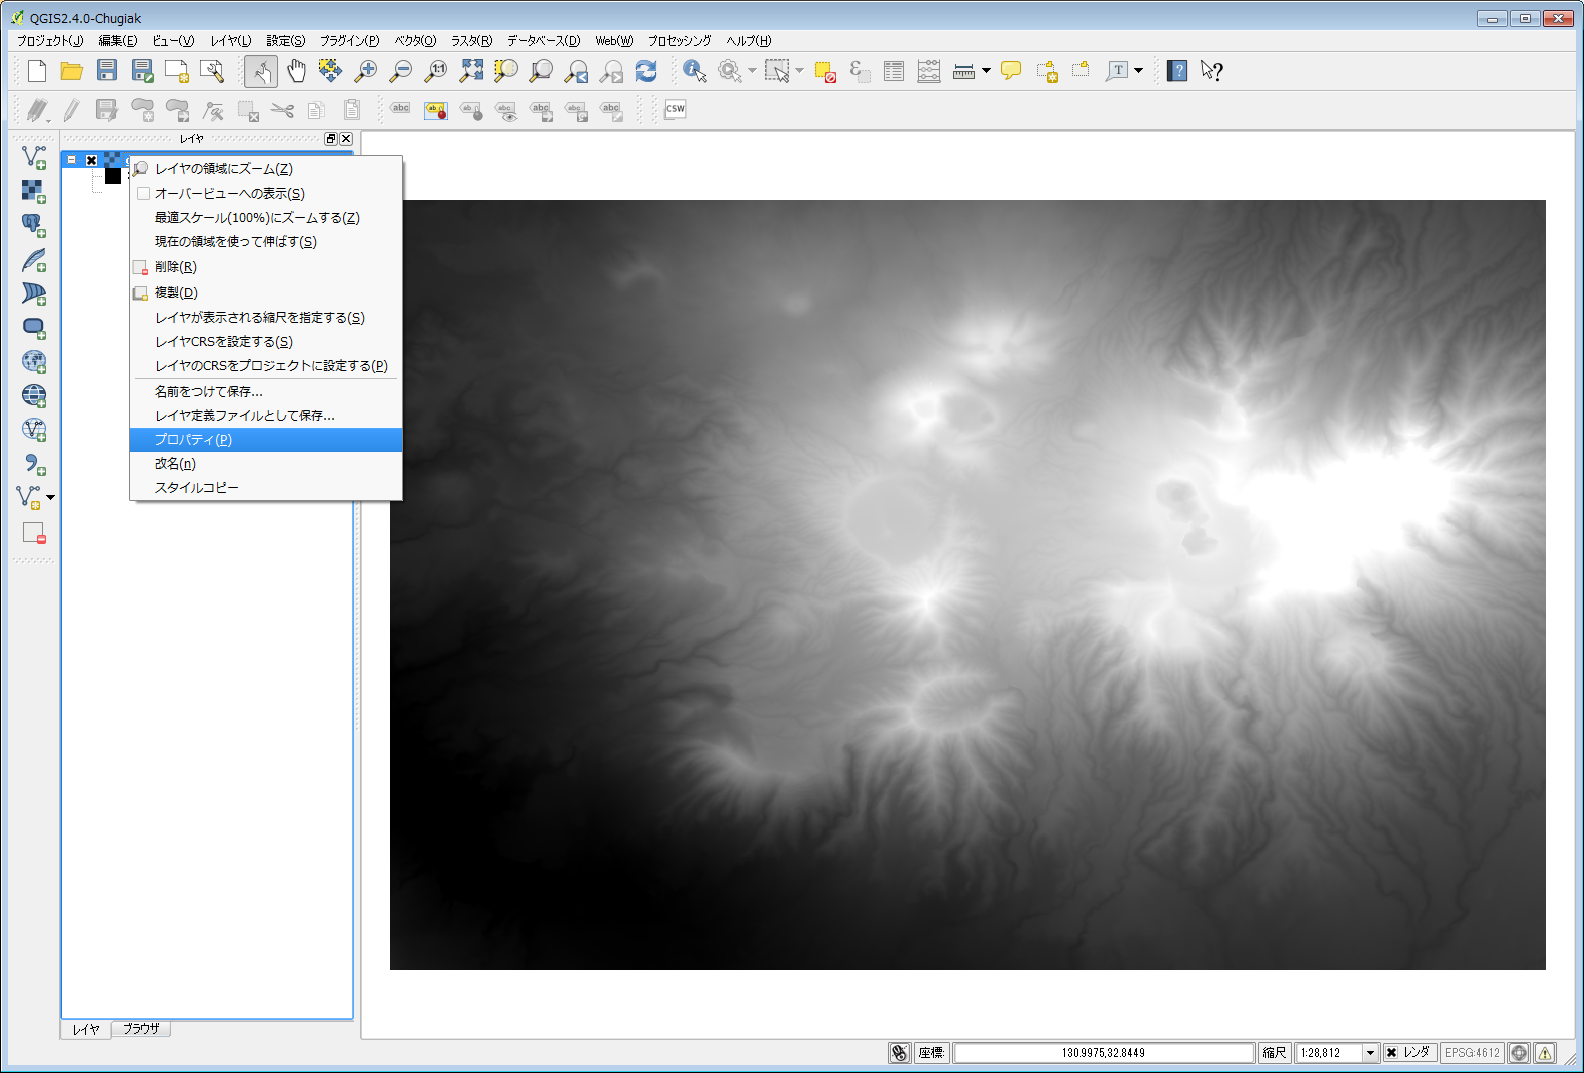 QGIS2.4.0-Chugiak
プロジェクト(J) 編集(E) ビュー(V) レイヤ(L) 設定(S) プラグイン(P) ベクタ(O) ラスタ(R) データベース(D) Web(W) プロセッシング ヘルプ(H)
1:1
T
?
?
abc ab abc abc abc abc CSW
レイヤ
レイヤの領域にズーム(Z)
オーバービューへの表示(S)
最適スケール(100%)にズームする(Z)
現在の領域を使って伸ばす(S)
削除(R)
複製(D)
レイヤが表示される縮尺を指定する(S)
レイヤCRSを設定する(S)
レイヤのCRSをプロジェクトに設定する(P)
名前をつけて保存...
レイヤ定義ファイルとして保存...
プロパティ(P)
改名(n)
スタイルコピー
レイヤ ブラウザ
座標: 130.9975,32.8449 縮尺 1:28,812 レンダ EPSG:4612